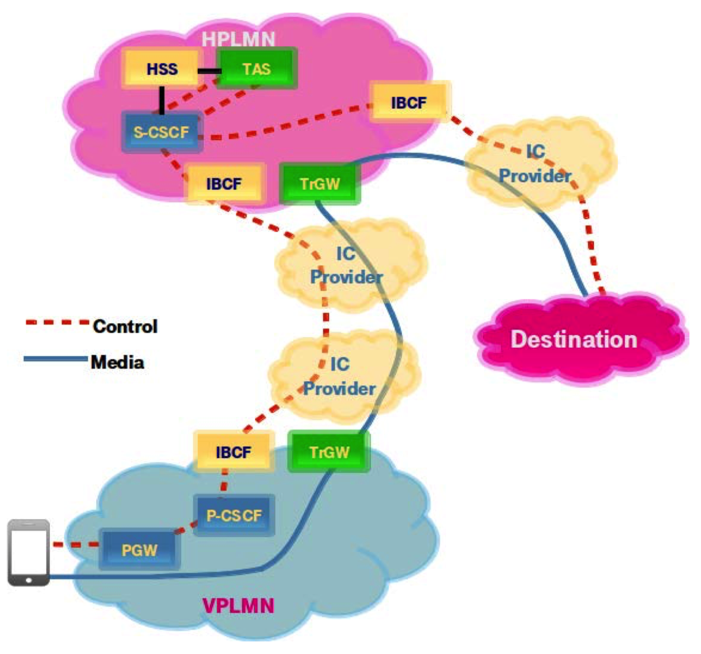 HPLMN
HSS
TAS
IBCF
S-CSCF
IC
Provider
IBCF
TrGW
IC
Provider
Control
Destination
Media
IC
Provider
IBCF
TrGW
P-CSCF
PGW
VPLMN